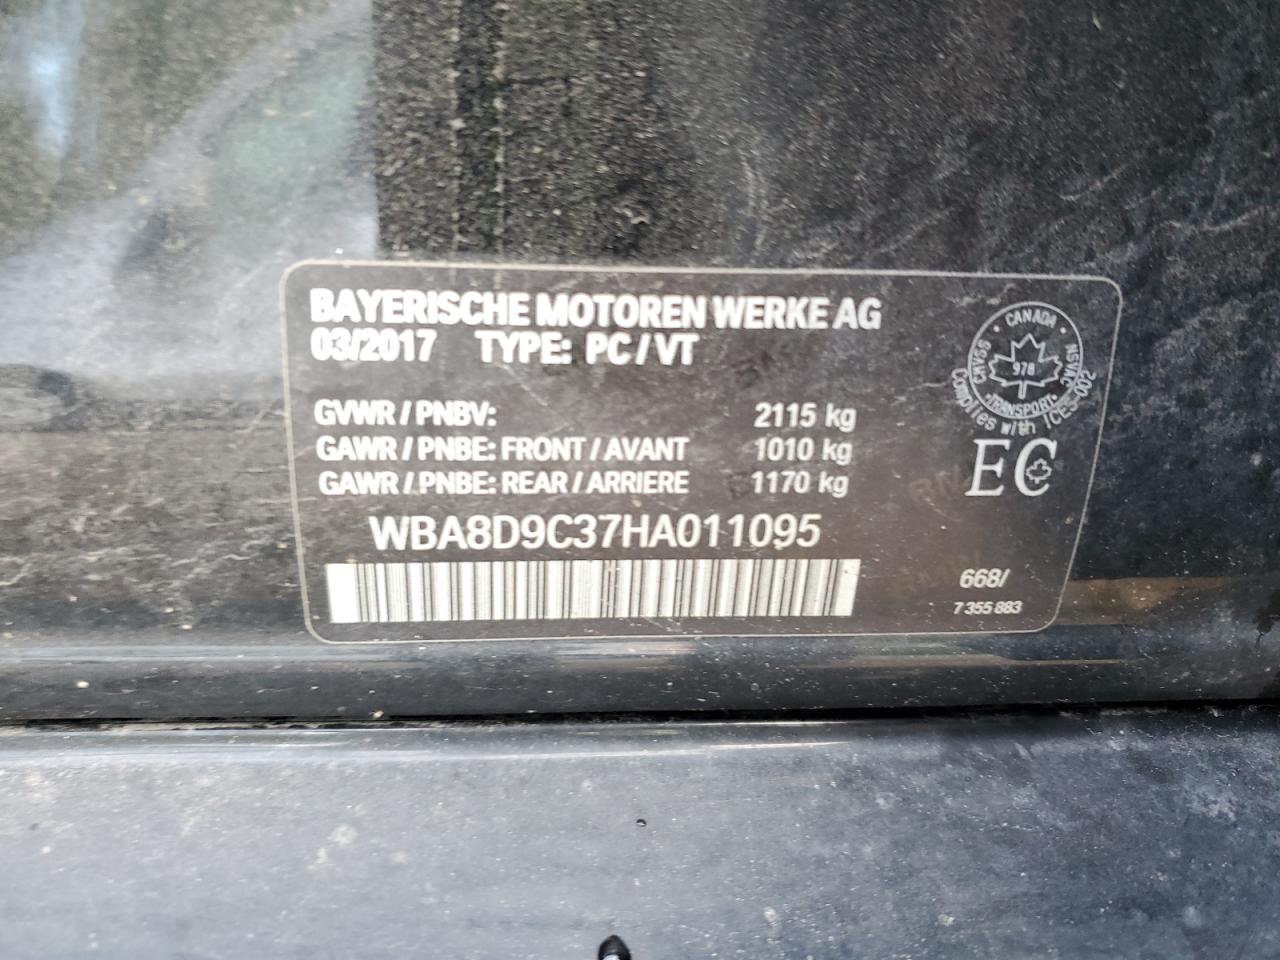 BAYERISCHE MOTOREN WERKE AG
03/2017 TYPE: PC / VT
GVWR / PNBV: 2115 kg
GAWR / PNBE: FRONT / AVANT 1010 kg
GAWR / PNBE: REAR / ARRIERE 1170 kg
WBA8D9C37HA011095
CANADA
CMVSS
NSVAC
978
TRANSPORT
Complies with ICES-002
EC
668/
7 355 883